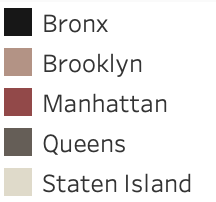 Bronx
Brooklyn
Manhattan
Queens
Staten Island